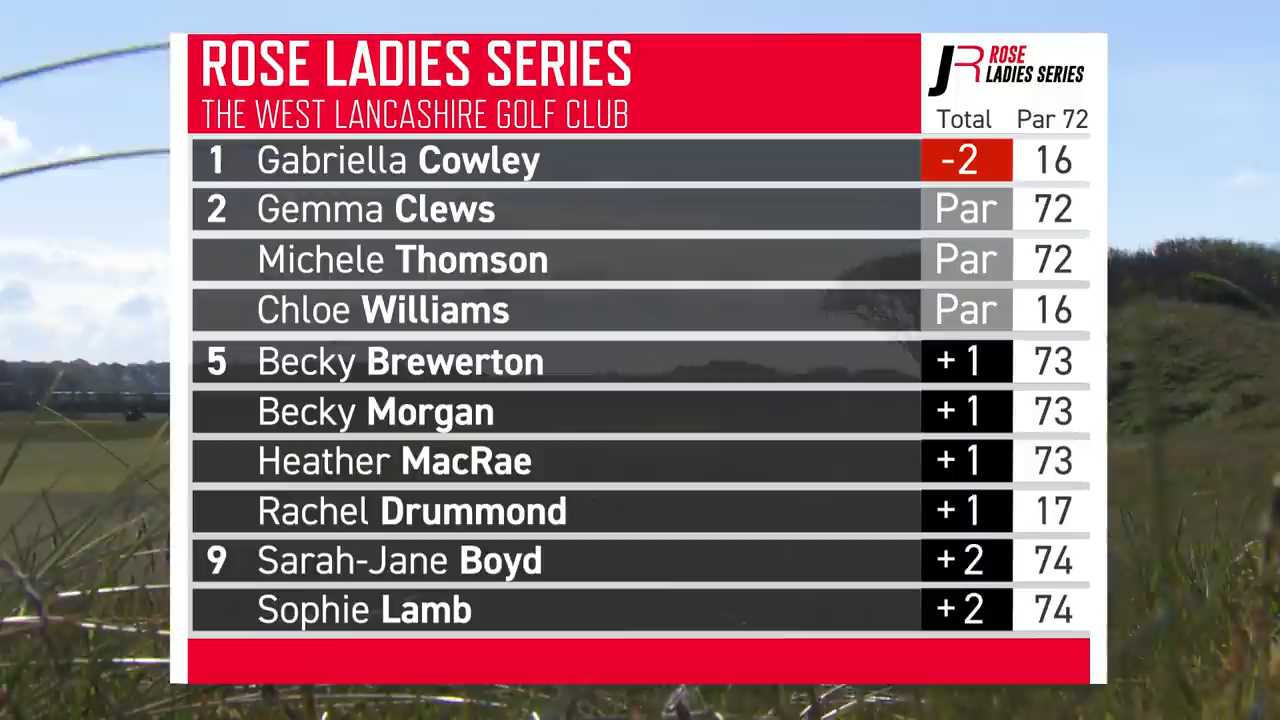 ROSE LADIES SERIES
THE WEST LANCASHIRE GOLF CLUB
JR ROSE
LADIES SERIES
Total Par 72
1 Gabriella Cowley -2 16
2 Gemma Clews Par 72
Michele Thomson Par 72
Chloe Williams Par 16
5 Becky Brewerton +1 73
Becky Morgan +1 73
Heather MacRae +1 73
Rachel Drummond +1 17
9 Sarah-Jane Boyd +2 74
Sophie Lamb +2 74